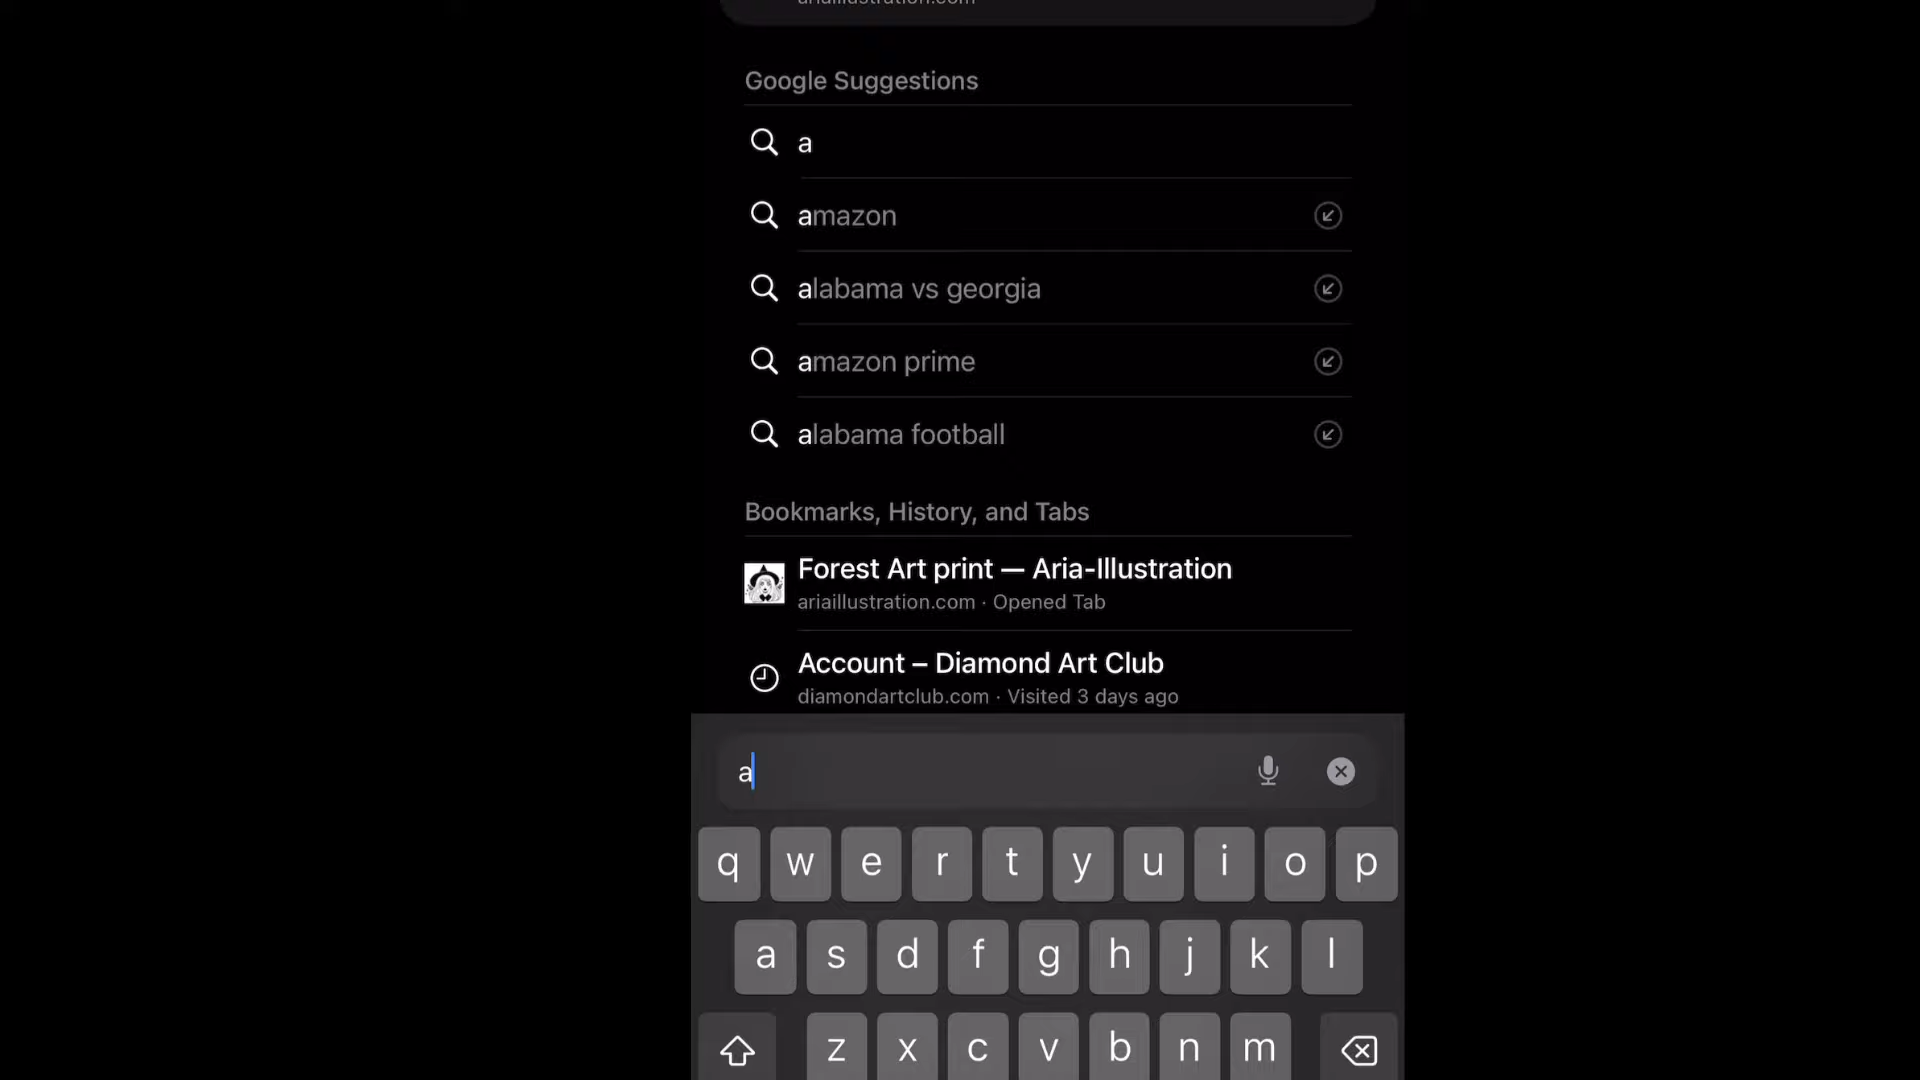 ariaillustration.com
Google Suggestions
a
amazon
alabama vs georgia
amazon prime
alabama football
Bookmarks, History, and Tabs
Forest Art print — Aria-Illustration
ariaillustration.com · Opened Tab
Account – Diamond Art Club
diamondartclub.com · Visited 3 days ago
a
q w e r t y u i o p
a s d f g h j k l
z x c v b n m